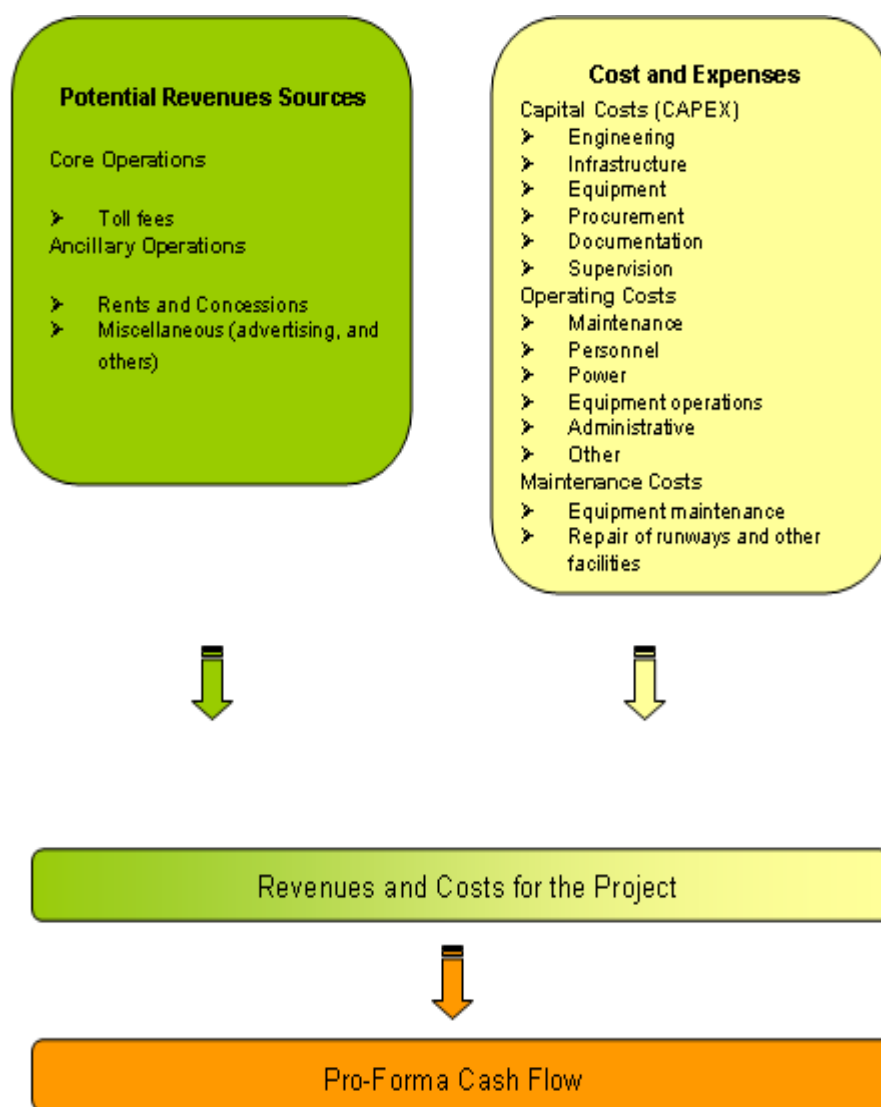 Potential Revenues Sources
Core Operations
➤ Toll fees
Ancillary Operations
➤ Rents and Concessions
➤ Miscellaneous (advertising, and
others)
Cost and Expenses
Capital Costs (CAPEX)
➤ Engineering
➤ Infrastructure
➤ Equipment
➤ Procurement
➤ Documentation
➤ Supervision
Operating Costs
➤ Maintenance
➤ Personnel
➤ Power
➤ Equipment operations
➤ Administrative
➤ Other
Maintenance Costs
➤ Equipment maintenance
➤ Repair of runways and other
facilities
Revenues and Costs for the Project
Pro-Forma Cash Flow